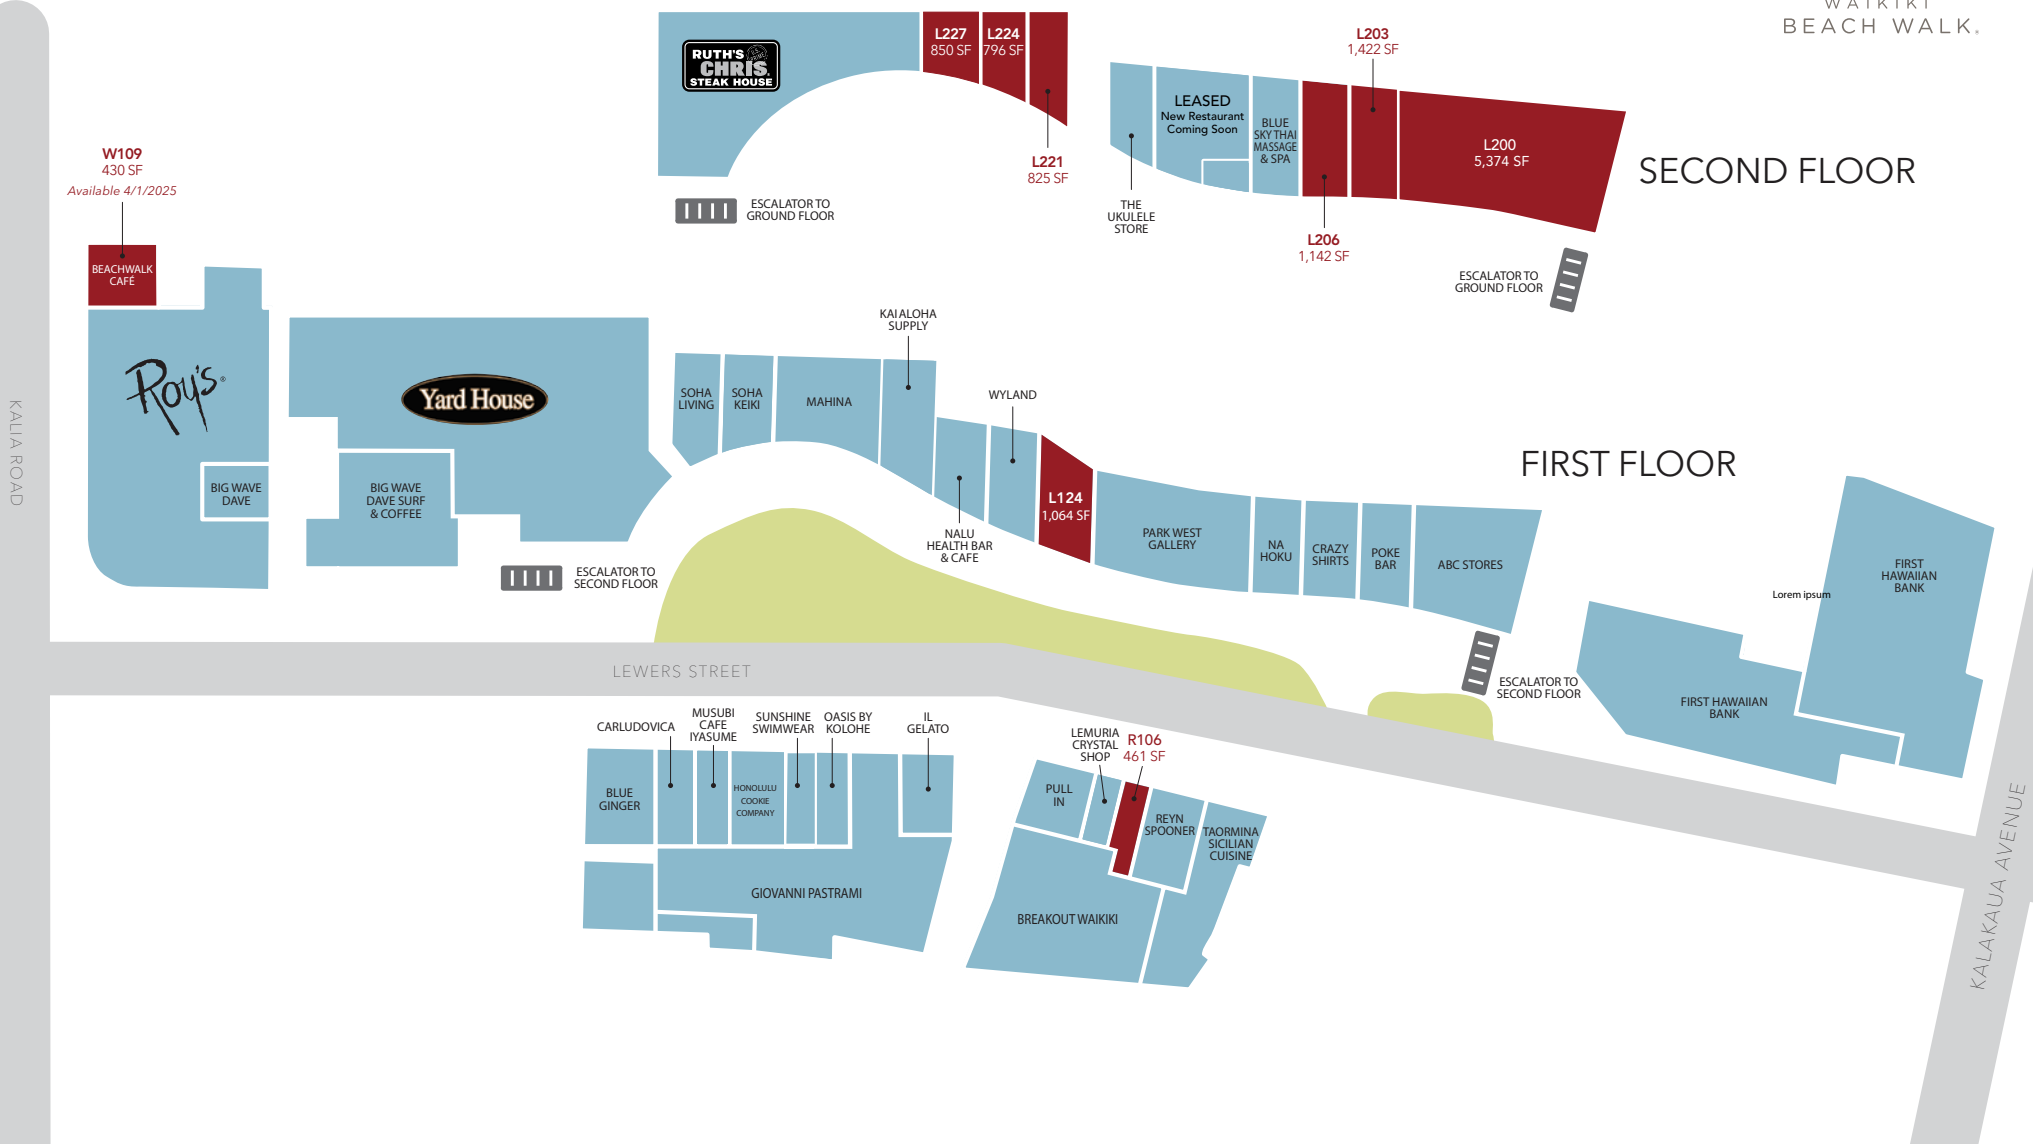 WAIKIKI
BEACH WALK®
RUTH'S
CHRIS
STEAK HOUSE
L227
850 SF
L224
796 SF
L221
825 SF
LEASED
New Restaurant
Coming Soon
BLUE
SKY THAI
MASSAGE
& SPA
L203
1,422 SF
L200
5,374 SF
SECOND FLOOR
THE
UKULELE
STORE
L206
1,142 SF
ESCALATOR TO
GROUND FLOOR
ESCALATOR TO
GROUND FLOOR
W109
430 SF
Available 4/1/2025
BEACHWALK
CAFÉ
Roy's®
BIG WAVE
DAVE
Yard House
BIG WAVE
DAVE SURF
& COFFEE
ESCALATOR TO
SECOND FLOOR
SOHA
LIVING
SOHA
KEIKI
MAHINA
KAI ALOHA
SUPPLY
NALU
HEALTH BAR
& CAFE
WYLAND
L124
1,064 SF
PARK WEST
GALLERY
NA
HOKU
CRAZY
SHIRTS
POKE
BAR
ABC STORES
FIRST FLOOR
ESCALATOR TO
SECOND FLOOR
Lorem ipsum
FIRST
HAWAIIAN
BANK
FIRST HAWAIIAN
BANK
KALIA ROAD
LEWERS STREET
KALAKAUA AVENUE
BLUE
GINGER
CARLUDOVICA
MUSUBI
CAFE
IYASUME
HONOLULU
COOKIE
COMPANY
SUNSHINE
SWIMWEAR
OASIS BY
KOLOHE
IL
GELATO
GIOVANNI PASTRAMI
PULL
IN
LEMURIA
CRYSTAL
SHOP
R106
461 SF
REYN
SPOONER
TAORMINA
SICILIAN
CUISINE
BREAKOUT WAIKIKI